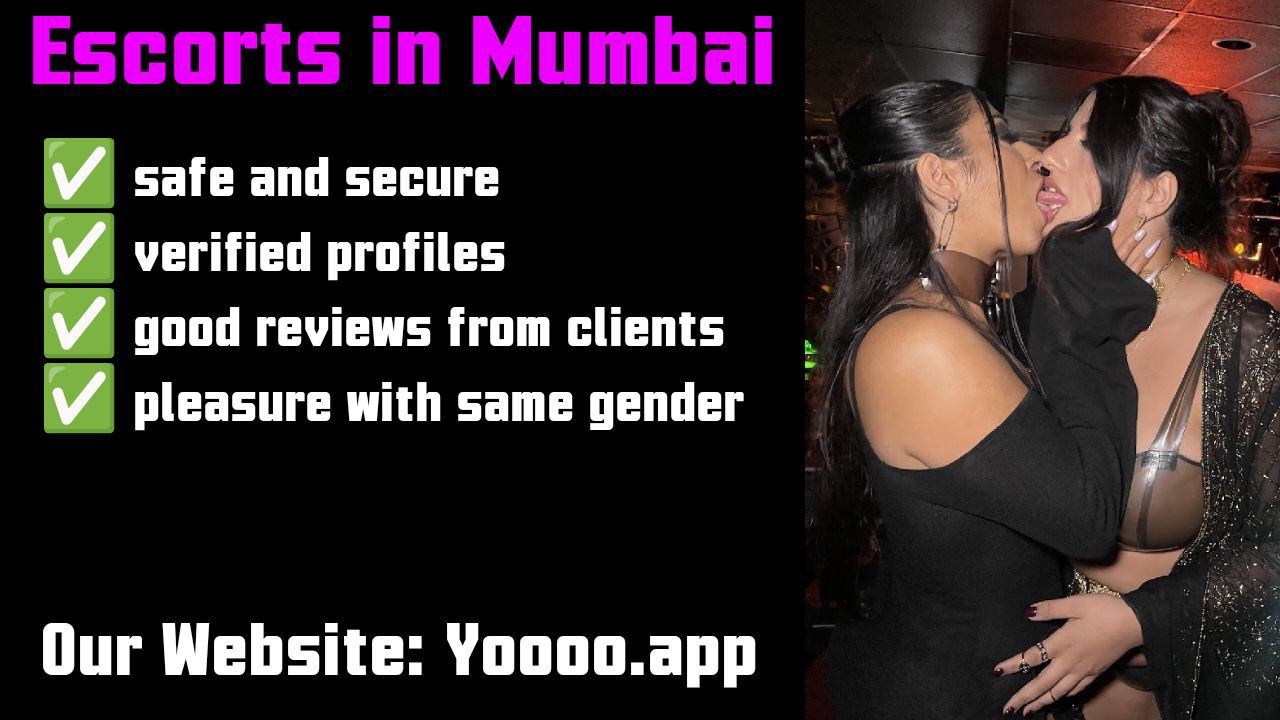 Escorts in Mumbai
✅ safe and secure
✅ verified profiles
✅ good reviews from clients
✅ pleasure with same gender
Our Website: Yoooo.app